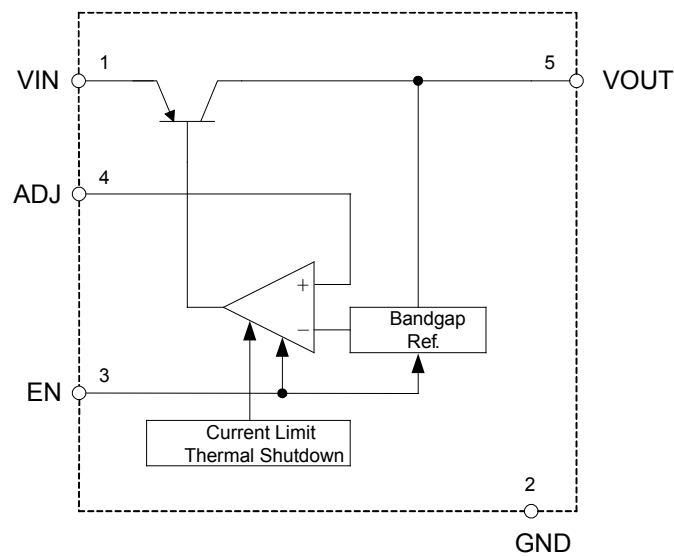 VIN
1
5
VOUT
4
ADJ
+
−
Bandgap
Ref.
3
EN
Current Limit
Thermal Shutdown
2
GND